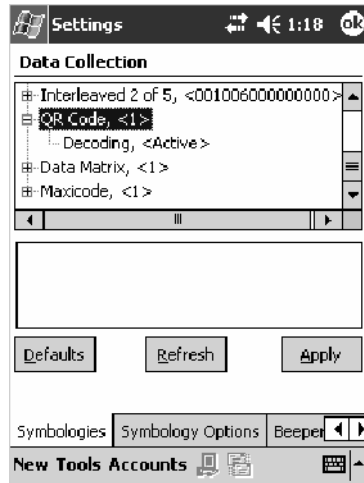 Settings 1:18 ok
Data Collection
Interleaved 2 of 5, <001006000000000>
QR Code, <1>
Decoding, <Active>
Data Matrix, <1>
Maxicode, <1>
Defaults Refresh Apply
Symbologies Symbology Options Beeper
New Tools Accounts